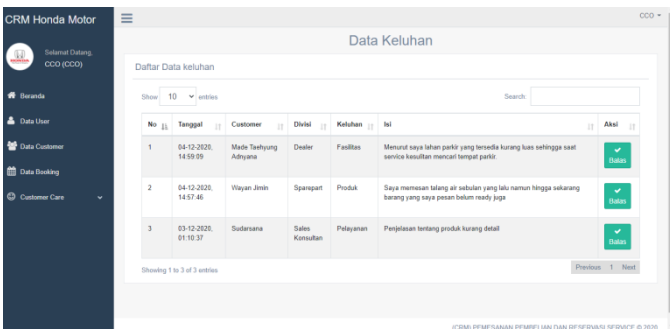 CRM Honda Motor
CCO
Selamat Datang,
CCO (CCO)
Beranda
Data User
Data Customer
Data Booking
Customer Care
Data Keluhan
Daftar Data keluhan
Show 10 entries Search:
No Tanggal Customer Divisi Keluhan Isi Aksi
1 04-12-2020, 14:59:09 Made Taehyung Adnyana Dealer Fasilitas Menurut saya lahan parkir yang tersedia kurang luas sehingga saat service kesulitan mencari tempat parkir. Balas
2 04-12-2020, 14:57:46 Wayan Jimin Sparepart Produk Saya memesan talang air sebulan yang lalu namun hingga sekarang barang yang saya pesan belum ready juga Balas
3 03-12-2020, 01:10:37 Sudarsana Sales Konsultan Pelayanan Penjelasan tentang produk kurang detail Balas
Showing 1 to 3 of 3 entries
Previous 1 Next
(CRM) PEMESANAN PEMBELIAN DAN RESERVASI SERVICE © 2020